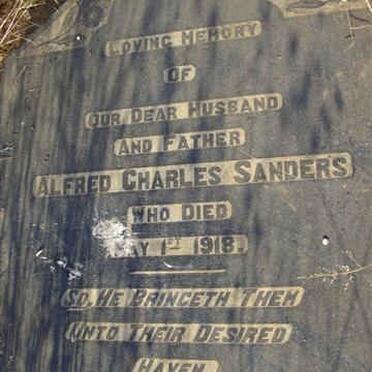 LOVING MEMORY
OF
OUR DEAR HUSBAND
AND FATHER
ALFRED CHARLES SANDERS
WHO DIED
MAY 1ST 1918.
SO, HE BRINGETH THEM
UNTO THEIR DESIRED
HAVEN